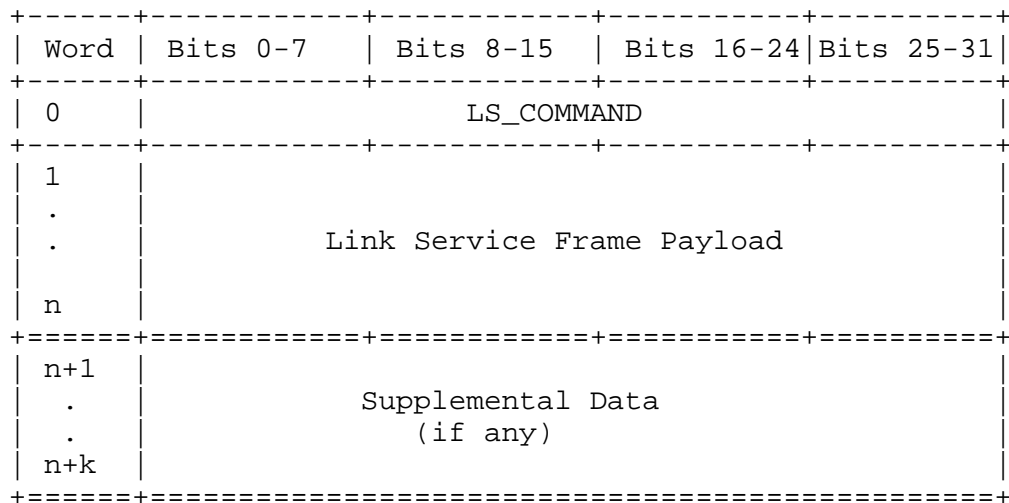 +------+------------+------------+-----------+----------+
| Word | Bits 0-7   | Bits 8-15  | Bits 16-24|Bits 25-31|
+------+------------+------------+-----------+----------+
| 0    |                  LS_COMMAND                    |
+------+------------+------------+-----------+----------+
| 1    |                                                |
| .    |                                                |
| .    |          Link Service Frame Payload            |
|      |                                                |
| n    |                                                |
+======+============+============+===========+==========+
| n+1  |                                                |
|  .   |            Supplemental Data                   |
|  .   |               (if any)                         |
| n+k  |                                                |
+======+================================================+